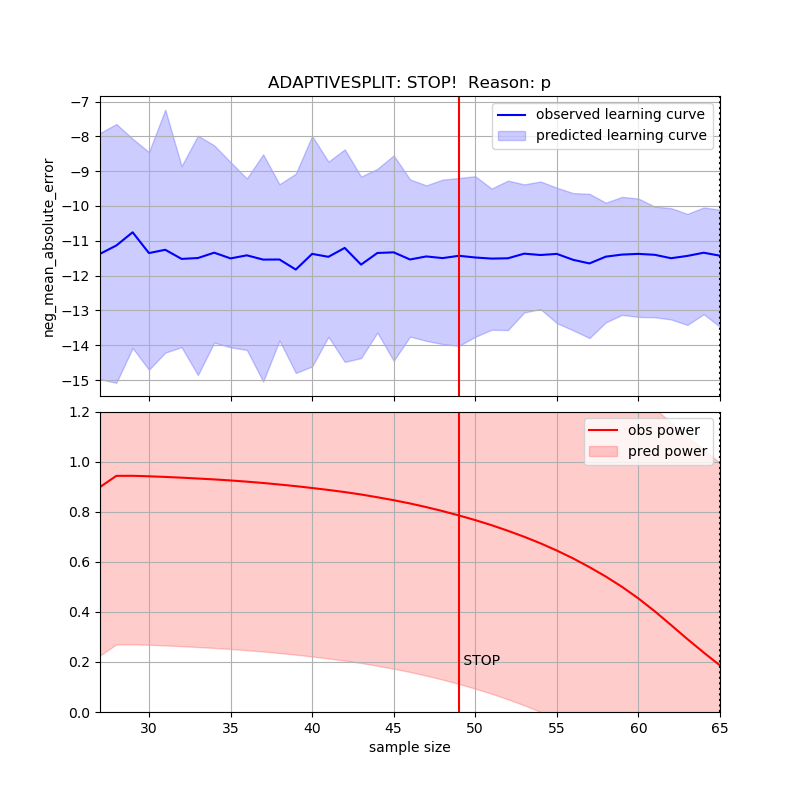 ADAPTIVESPLIT: STOP!  Reason: p
neg_mean_absolute_error
−7
−8
−9
−10
−11
−12
−13
−14
−15
observed learning curve
predicted learning curve
1.2
1.0
0.8
0.6
0.4
0.2
0.0
obs power
pred power
STOP
30 35 40 45 50 55 60 65
sample size